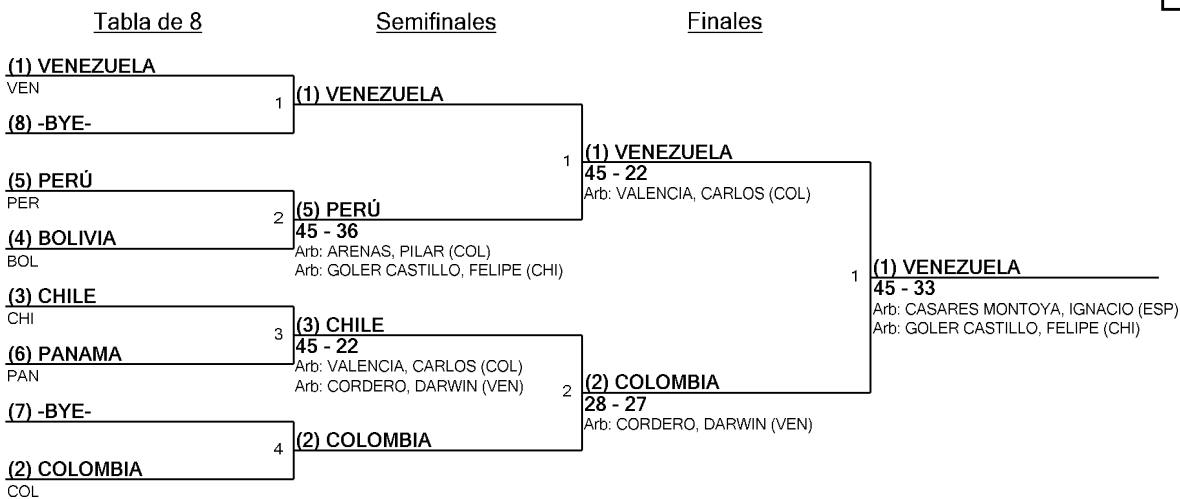 Tabla de 8
Semifinales
Finales
(1) VENEZUELA
VEN
1
(8) -BYE-
(5) PERÚ
PER
2
(4) BOLIVIA
BOL
(3) CHILE
CHI
3
(6) PANAMA
PAN
(7) -BYE-
4
(2) COLOMBIA
COL
(1) VENEZUELA
1
(5) PERÚ
45 - 36
Arb: ARENAS, PILAR (COL)
Arb: GOLER CASTILLO, FELIPE (CHI)
(3) CHILE
45 - 22
Arb: VALENCIA, CARLOS (COL)
Arb: CORDERO, DARWIN (VEN)
2
(2) COLOMBIA
(1) VENEZUELA
45 - 22
Arb: VALENCIA, CARLOS (COL)
1
(2) COLOMBIA
28 - 27
Arb: CORDERO, DARWIN (VEN)
(1) VENEZUELA
45 - 33
Arb: CASARES MONTOYA, IGNACIO (ESP)
Arb: GOLER CASTILLO, FELIPE (CHI)